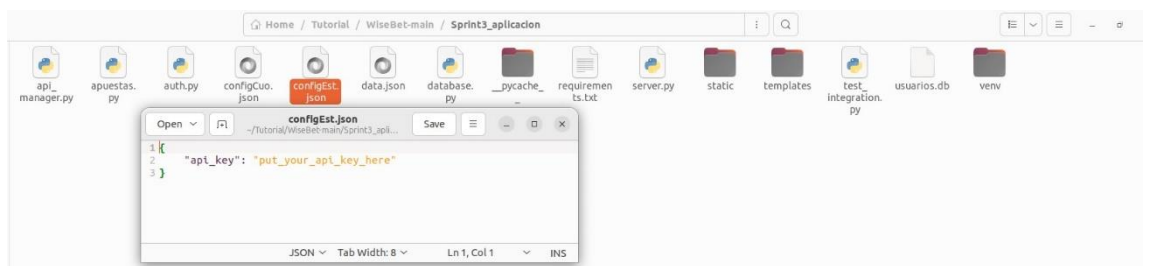 Home / Tutorial / WiseBet-main / Sprint3_aplicacion
api_
manager.py
apuestas.
py
auth.py
configCuo.
json
configEst.
json
data.json
database.
py
__pycache_
_
requiremen
ts.txt
server.py
static
templates
test_
integration.
py
usuarios.db
venv
Open
configEst.json
~/Tutorial/WiseBet-main/Sprint3_apli...
Save
1 {
2     "api_key": "put_your_api_key_here"
3 }
JSON Tab Width: 8 Ln 1, Col 1 INS